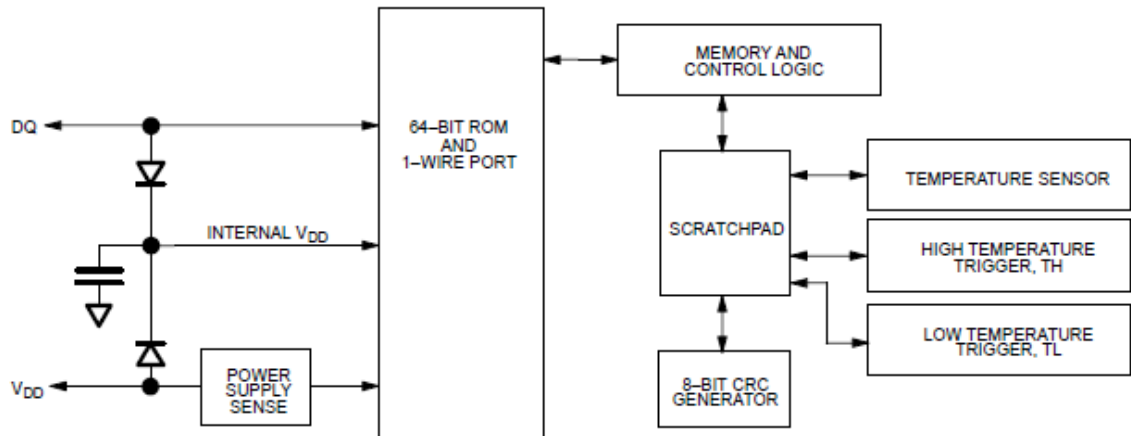 DQ
INTERNAL VDD
VDD
POWER
SUPPLY
SENSE
64–BIT ROM
AND
1–WIRE PORT
MEMORY AND
CONTROL LOGIC
SCRATCHPAD
8–BIT CRC
GENERATOR
TEMPERATURE SENSOR
HIGH TEMPERATURE
TRIGGER, TH
LOW TEMPERATURE
TRIGGER, TL